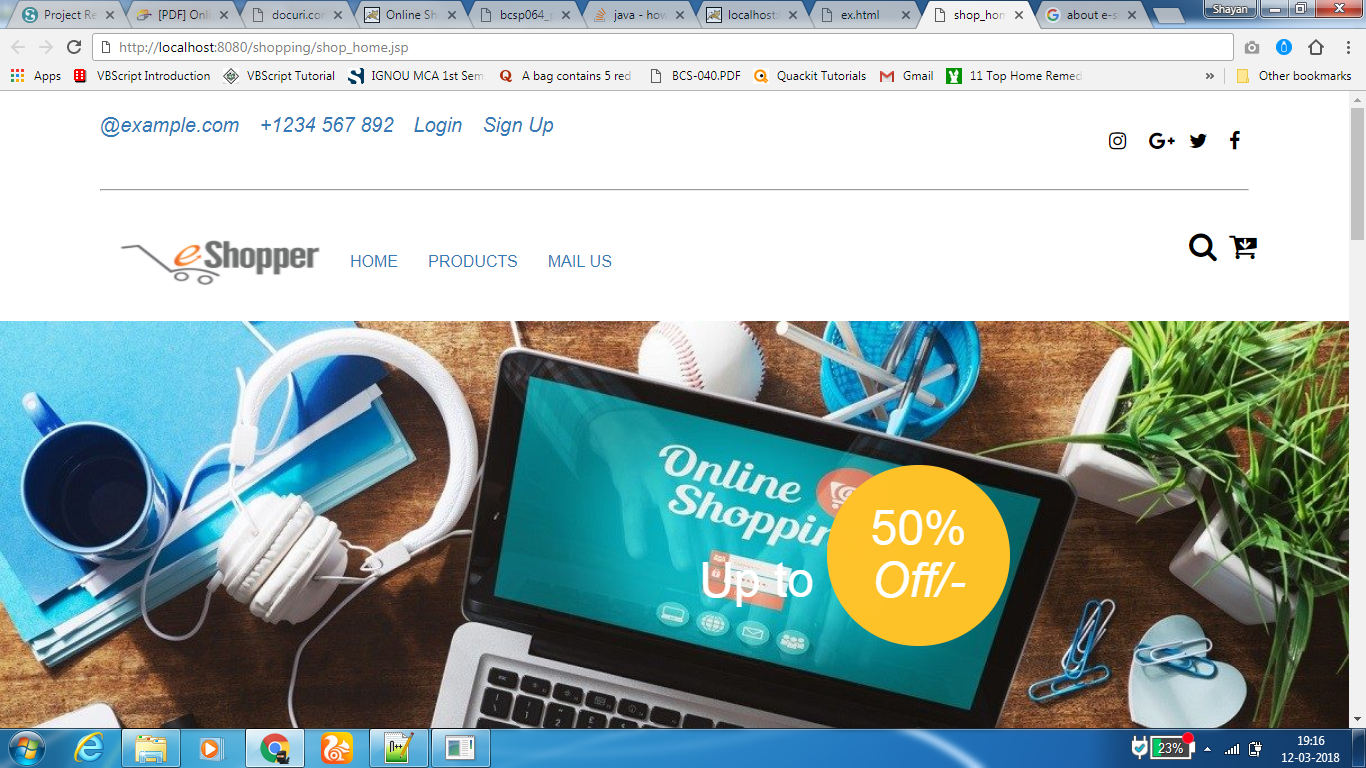 Project Re
[PDF] Onli
docuri.con
Online Sh
bcsp064_
java - how
localhost:
ex.html
shop_hon
about e-s
Shayan
http://localhost:8080/shopping/shop_home.jsp
Apps
VBScript Introduction
VBScript Tutorial
IGNOU MCA 1st Sem
A bag contains 5 red
BCS-040.PDF
Quackit Tutorials
Gmail
11 Top Home Remed
»
Other bookmarks
@example.com +1234 567 892 Login Sign Up
eShopper
HOME PRODUCTS MAIL US
Online
Shoppin
50%
Up to Off/-
23%
19:16
12-03-2018